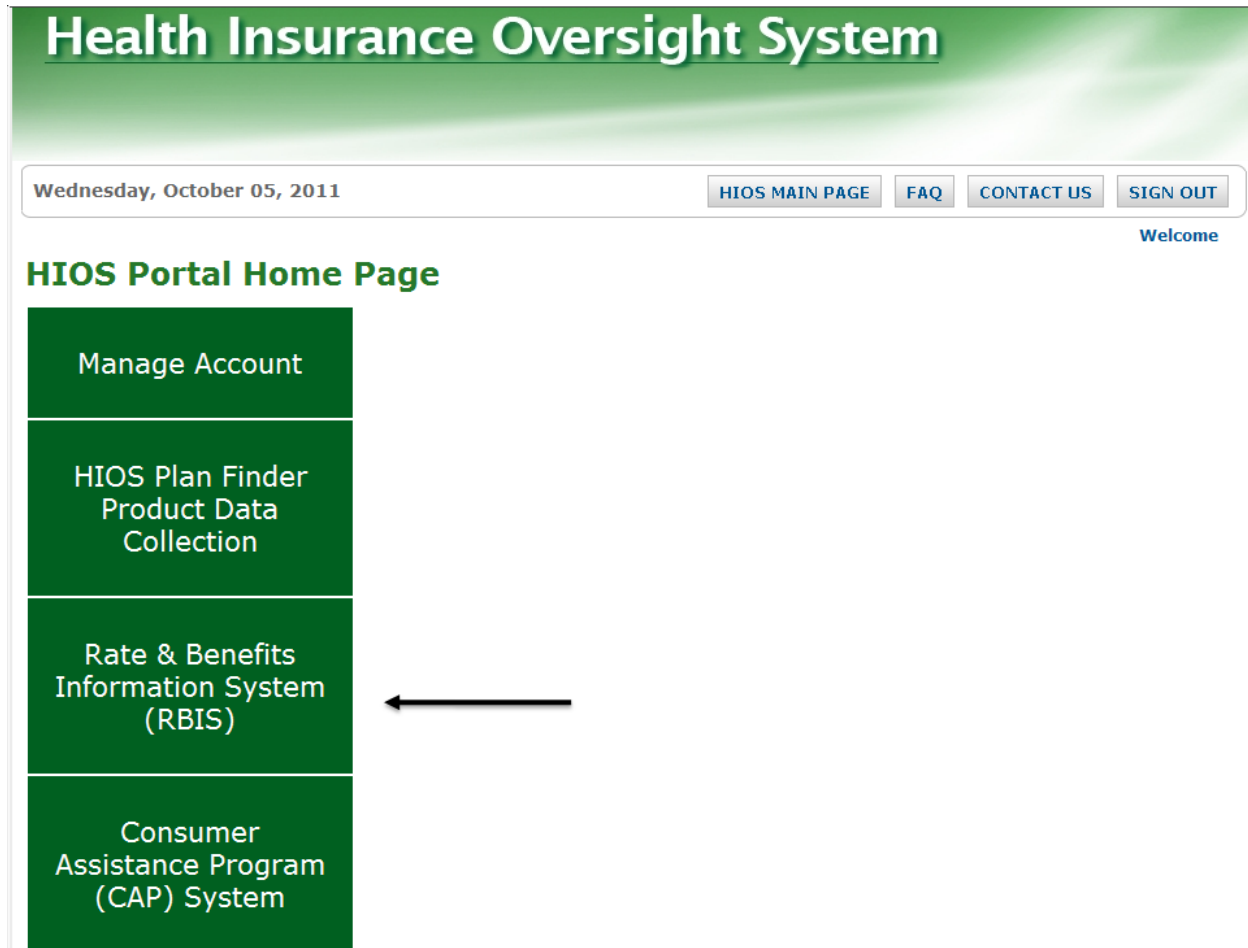 Health Insurance Oversight System
Wednesday, October 05, 2011
HIOS MAIN PAGE
FAQ
CONTACT US
SIGN OUT
Welcome
HIOS Portal Home Page
Manage Account
HIOS Plan Finder
Product Data
Collection
Rate & Benefits
Information System
(RBIS)
Consumer
Assistance Program
(CAP) System